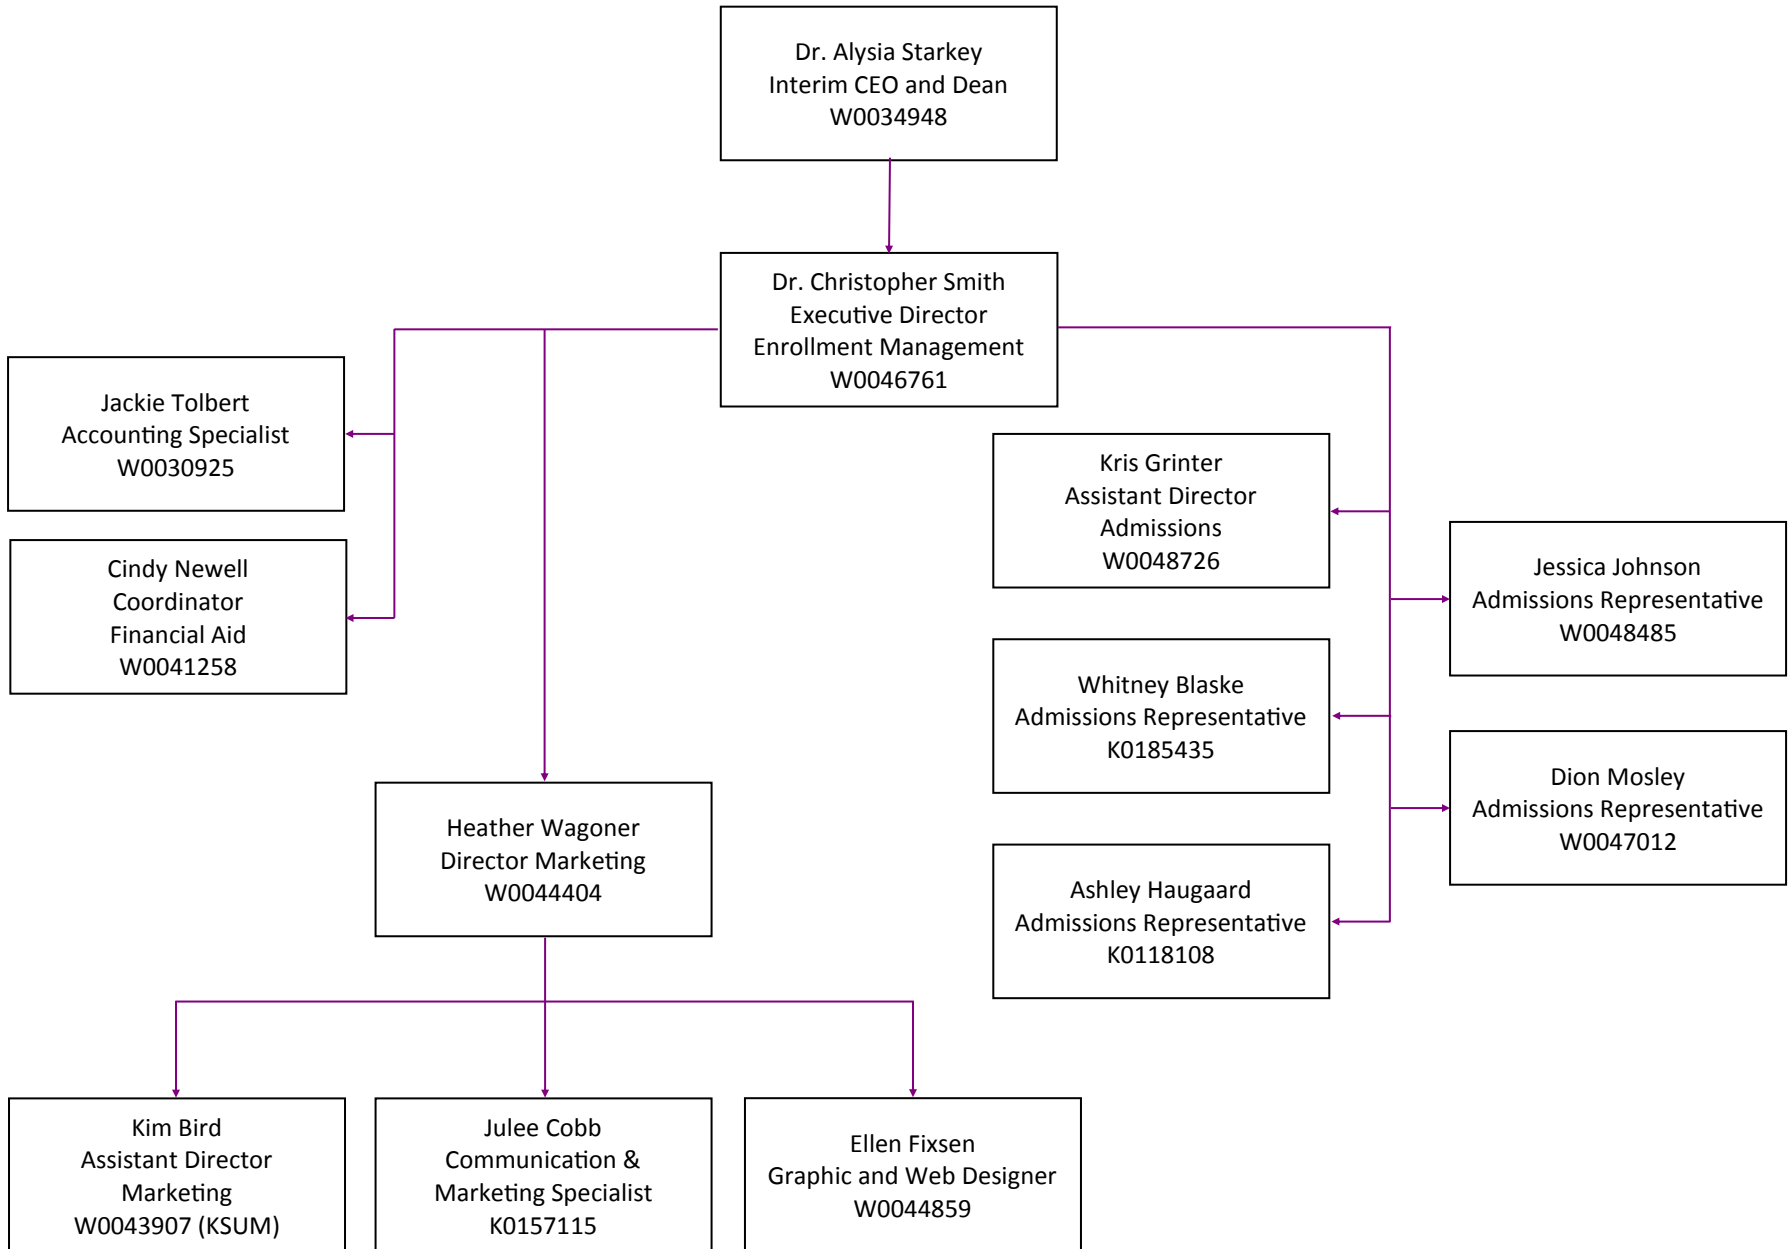 Dr. Alysia Starkey
Interim CEO and Dean
W0034948
Dr. Christopher Smith
Executive Director
Enrollment Management
W0046761
Jackie Tolbert
Accounting Specialist
W0030925
Cindy Newell
Coordinator
Financial Aid
W0041258
Kris Grinter
Assistant Director
Admissions
W0048726
Jessica Johnson
Admissions Representative
W0048485
Whitney Blaske
Admissions Representative
K0185435
Dion Mosley
Admissions Representative
W0047012
Heather Wagoner
Director Marketing
W0044404
Ashley Haugaard
Admissions Representative
K0118108
Kim Bird
Assistant Director
Marketing
W0043907 (KSUM)
Julee Cobb
Communication &
Marketing Specialist
K0157115
Ellen Fixsen
Graphic and Web Designer
W0044859